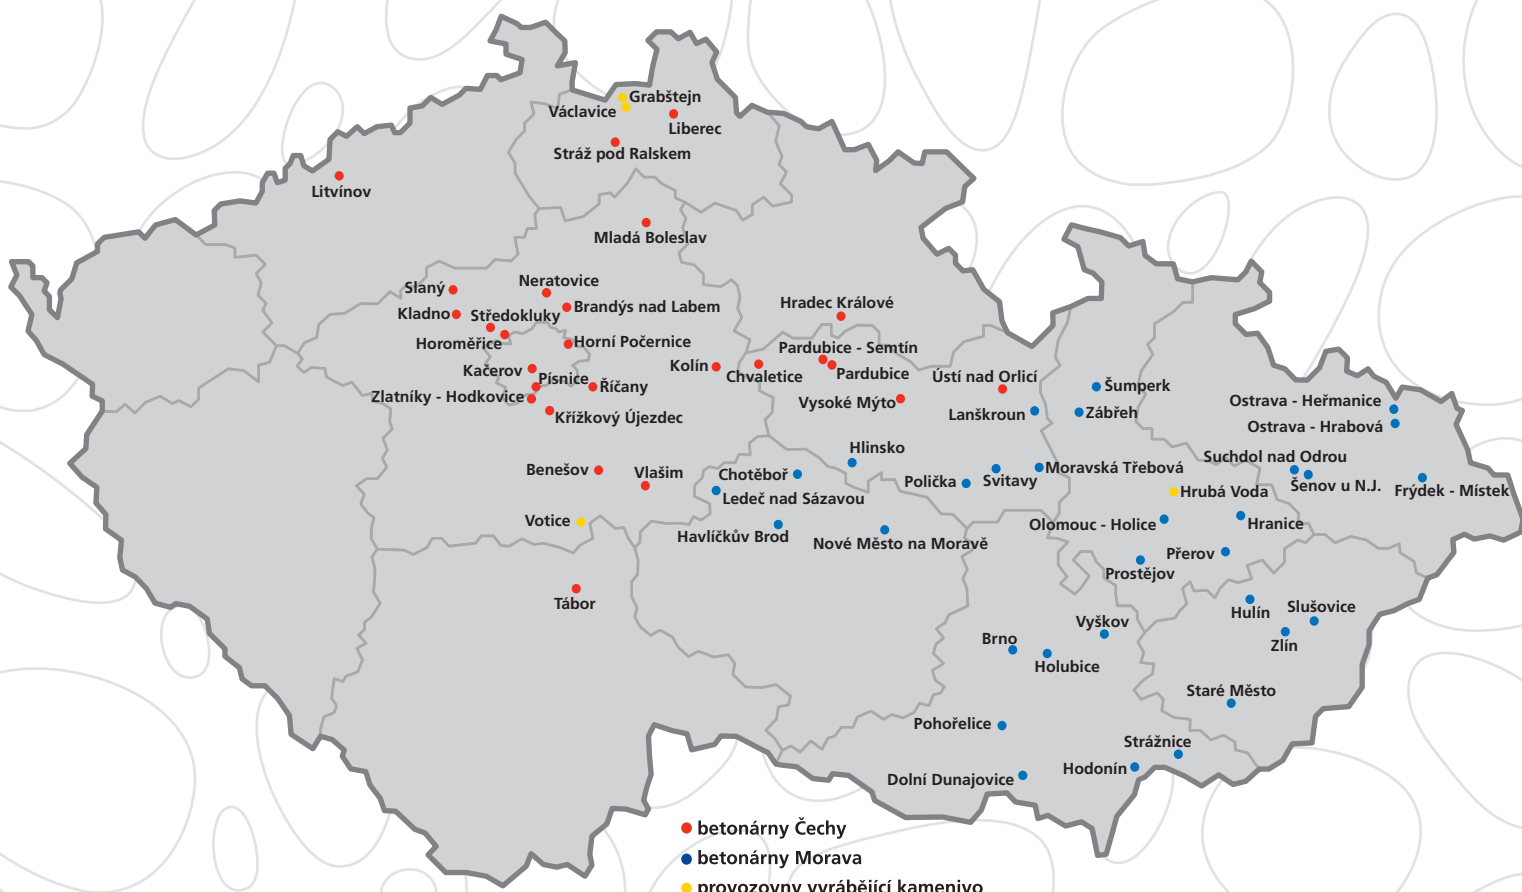 Grabštejn
Václavice
Liberec
Stráž pod Ralskem
Litvínov
Mladá Boleslav
Neratovice
Slaný
Brandýs nad Labem
Hradec Králové
Kladno
Středokluky
Horoměřice
Horní Počernice
Pardubice - Semtín
Kolín
Kačerov
Chvaletice
Pardubice
Ústí nad Orlicí
Písnice
Říčany
Šumperk
Zlatníky - Hodkovice
Vysoké Mýto
Ostrava - Heřmanice
Křížkový Újezdec
Lanškroun
Zábřeh
Ostrava - Hrabová
Hlinsko
Suchdol nad Odrou
Benešov
Vlašim
Chotěboř
Moravská Třebová
Polička
Svitavy
Šenov u N.J.
Frýdek - Místek
Ledeč nad Sázavou
Hrubá Voda
Votice
Olomouc - Holice
Hranice
Havlíčkův Brod
Nové Město na Moravě
Přerov
Prostějov
Tábor
Hulín
Slušovice
Vyškov
Brno
Zlín
Holubice
Staré Město
Pohořelice
Strážnice
Hodonín
Dolní Dunajovice
betonárny Čechy
betonárny Morava
provozovny vyrábějící kamenivo